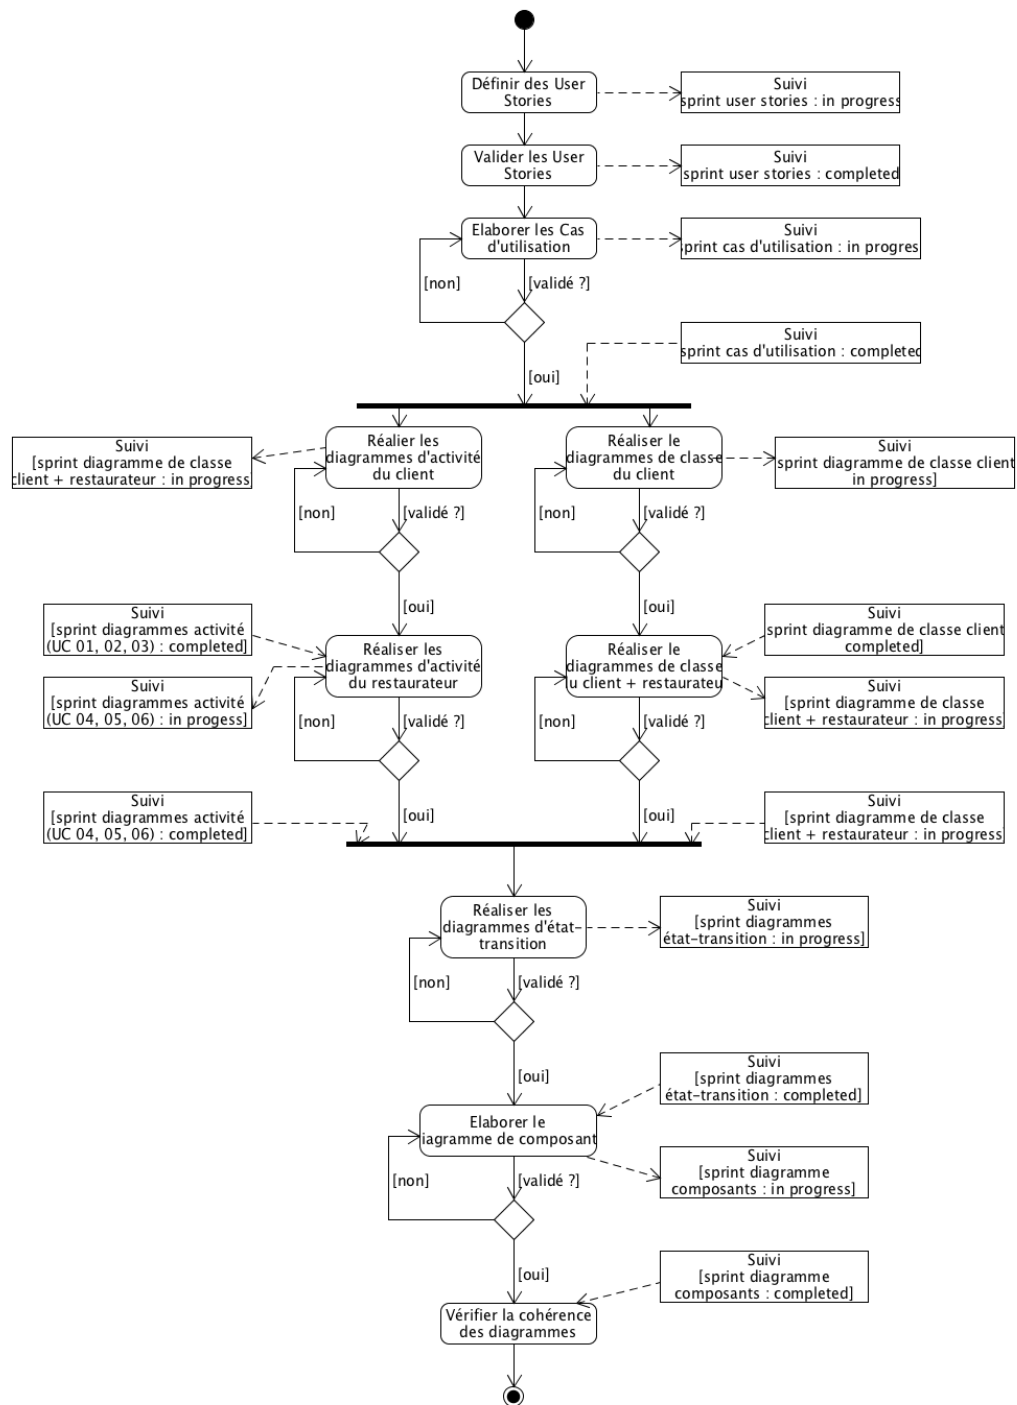 Définir des User
Stories
Suivi
sprint user stories : in progress
Valider les User
Stories
Suivi
sprint user stories : completed
Elaborer les Cas
d'utilisation
Suivi
print cas d'utilisation : in progres
[non]
[validé ?]
Suivi
sprint cas d'utilisation : completed
[oui]
Suivi
[sprint diagramme de classe
client + restaurateur : in progress
Réalier les
diagrammes d'activité
du client
Réaliser le
diagrammes de classe
du client
Suivi
sprint diagramme de classe client
in progress]
[non]
[validé ?]
[non]
[validé ?]
[oui]
[oui]
Suivi
[sprint diagrammes activité
(UC 01, 02, 03) : completed]
Réaliser les
diagrammes d'activité
du restaurateur
Réaliser le
diagrammes de classe
u client + restaurateu
Suivi
sprint diagramme de classe client
completed]
Suivi
[sprint diagrammes activité
(UC 04, 05, 06) : in progess]
Suivi
[sprint diagramme de classe
client + restaurateur : in progress
[non]
[validé ?]
[non]
[validé ?]
Suivi
[sprint diagrammes activité
(UC 04, 05, 06) : completed]
[oui]
[oui]
Suivi
[sprint diagramme de classe
client + restaurateur : in progress
Réaliser les
diagrammes d'état-
transition
Suivi
[sprint diagrammes
état-transition : in progress]
[non]
[validé ?]
[oui]
Suivi
[sprint diagrammes
état-transition : completed]
Elaborer le
iagramme de composant
Suivi
[sprint diagramme
composants : in progress]
[non]
[validé ?]
[oui]
Suivi
[sprint diagramme
composants : completed]
Vérifier la cohérence
des diagrammes